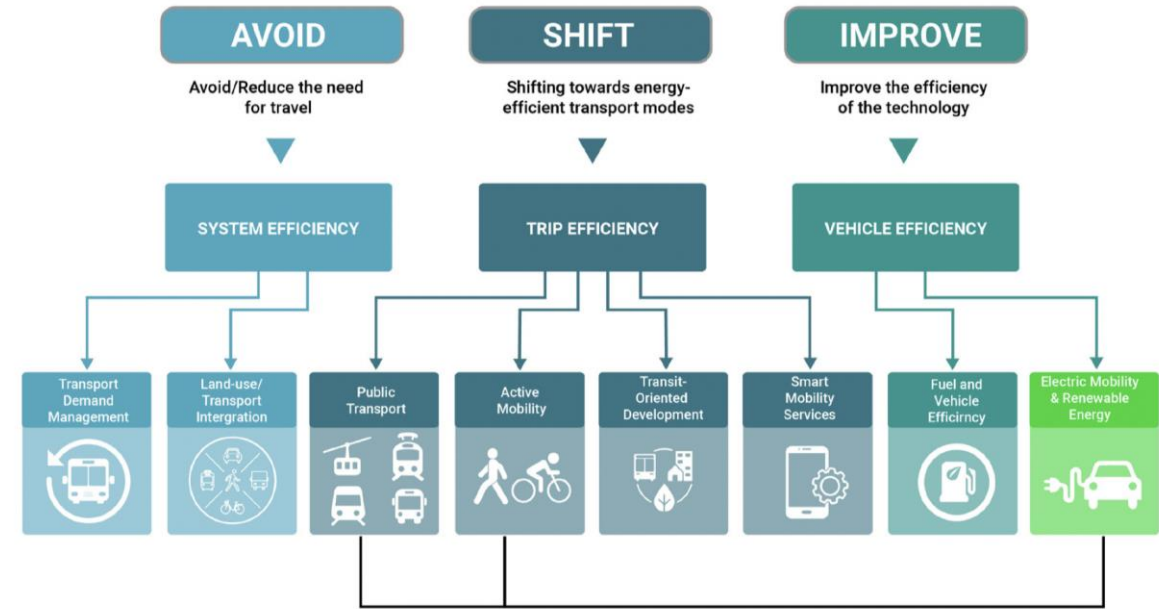 AVOID
SHIFT
IMPROVE
Avoid/Reduce the need
for travel
Shifting towards energy-
efficient transport modes
Improve the efficiency
of the technology
SYSTEM EFFICIENCY
TRIP EFFICIENCY
VEHICLE EFFICIENCY
Transport
Demand
Management
Land-use/
Transport
Intergration
Public
Transport
Active
Mobility
Transit-
Oriented
Development
Smart
Mobility
Services
Fuel and
Vehicle
Efficirncy
Electric Mobility
& Renewable
Energy